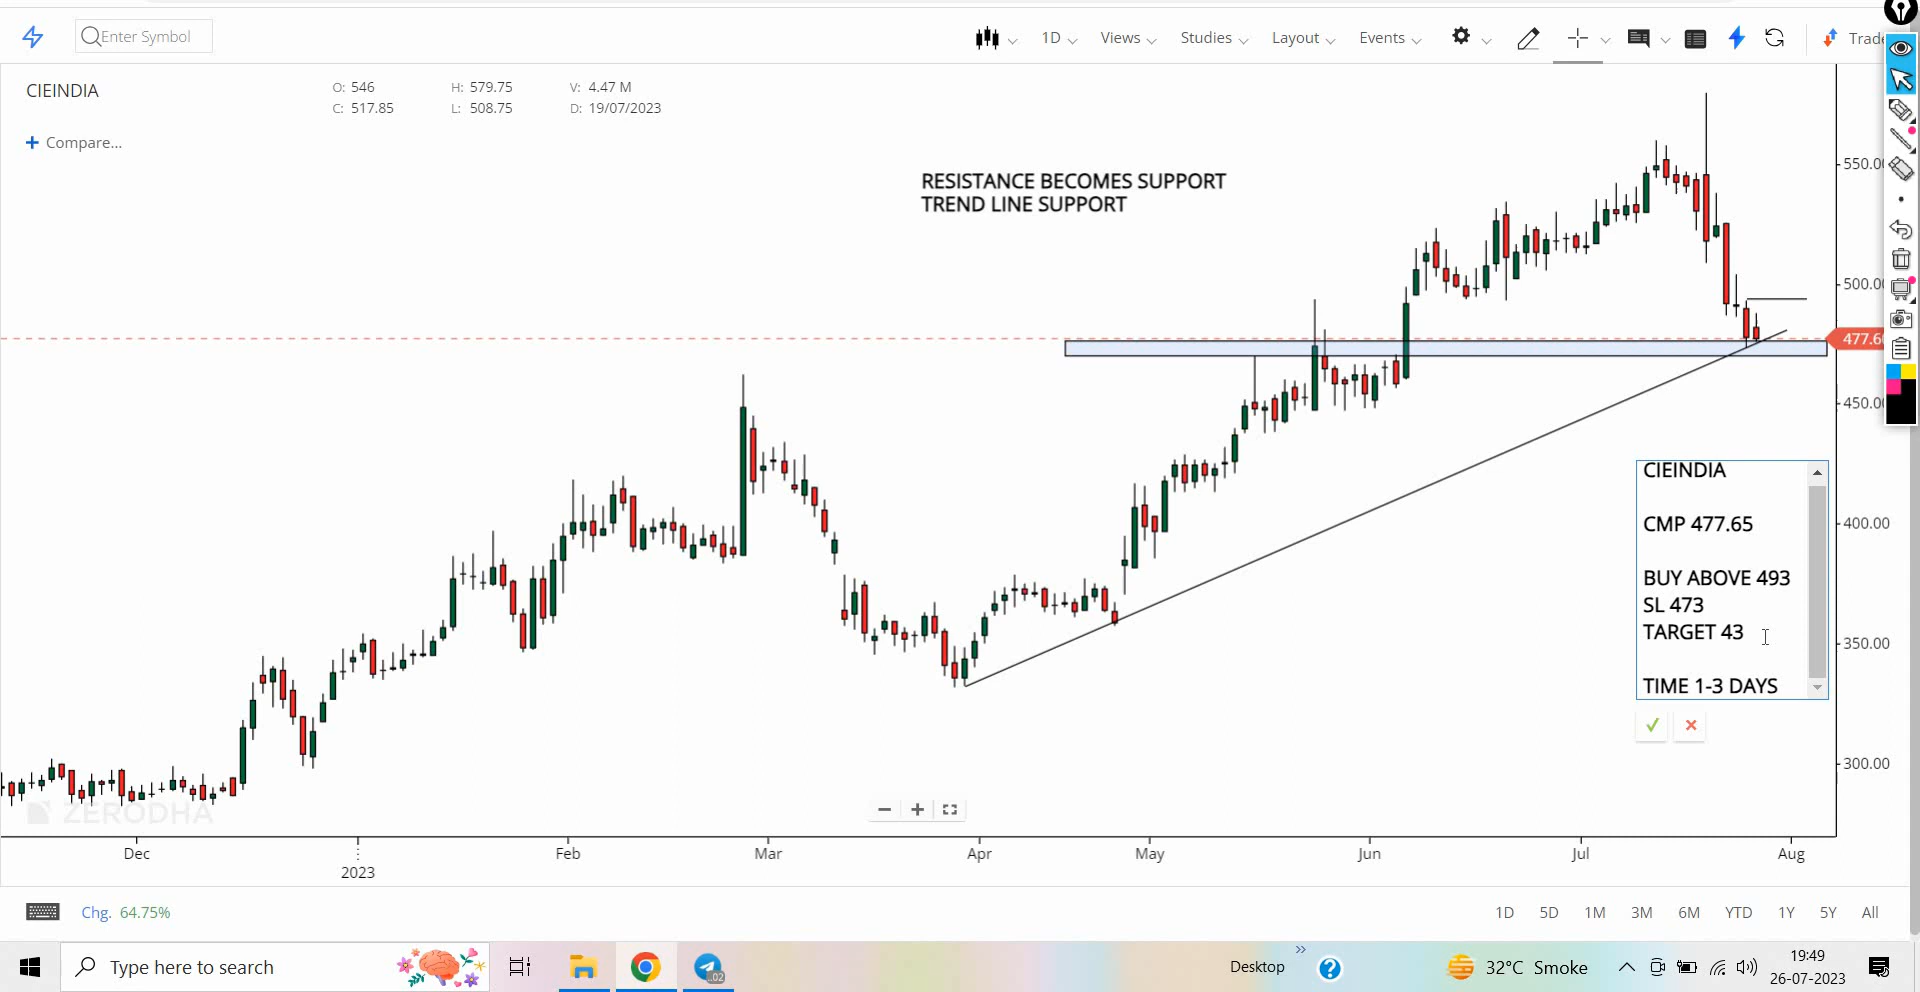 Enter Symbol
1D
Views
Studies
Layout
Events
Trade
CIEINDIA
O: 546
H: 579.75
V: 4.47 M
C: 517.85
L: 508.75
D: 19/07/2023
+ Compare...
RESISTANCE BECOMES SUPPORT
TREND LINE SUPPORT
550.00
500.00
477.60
450.00
400.00
350.00
300.00
CIEINDIA
CMP 477.65
BUY ABOVE 493
SL 473
TARGET 43
TIME 1-3 DAYS
ZERODHA
Dec
2023
Feb
Mar
Apr
May
Jun
Jul
Aug
Chg. 64.75%
1D 5D 1M 3M 6M YTD 1Y 5Y All
Type here to search
.02
Desktop
32°C Smoke
19:49
26-07-2023